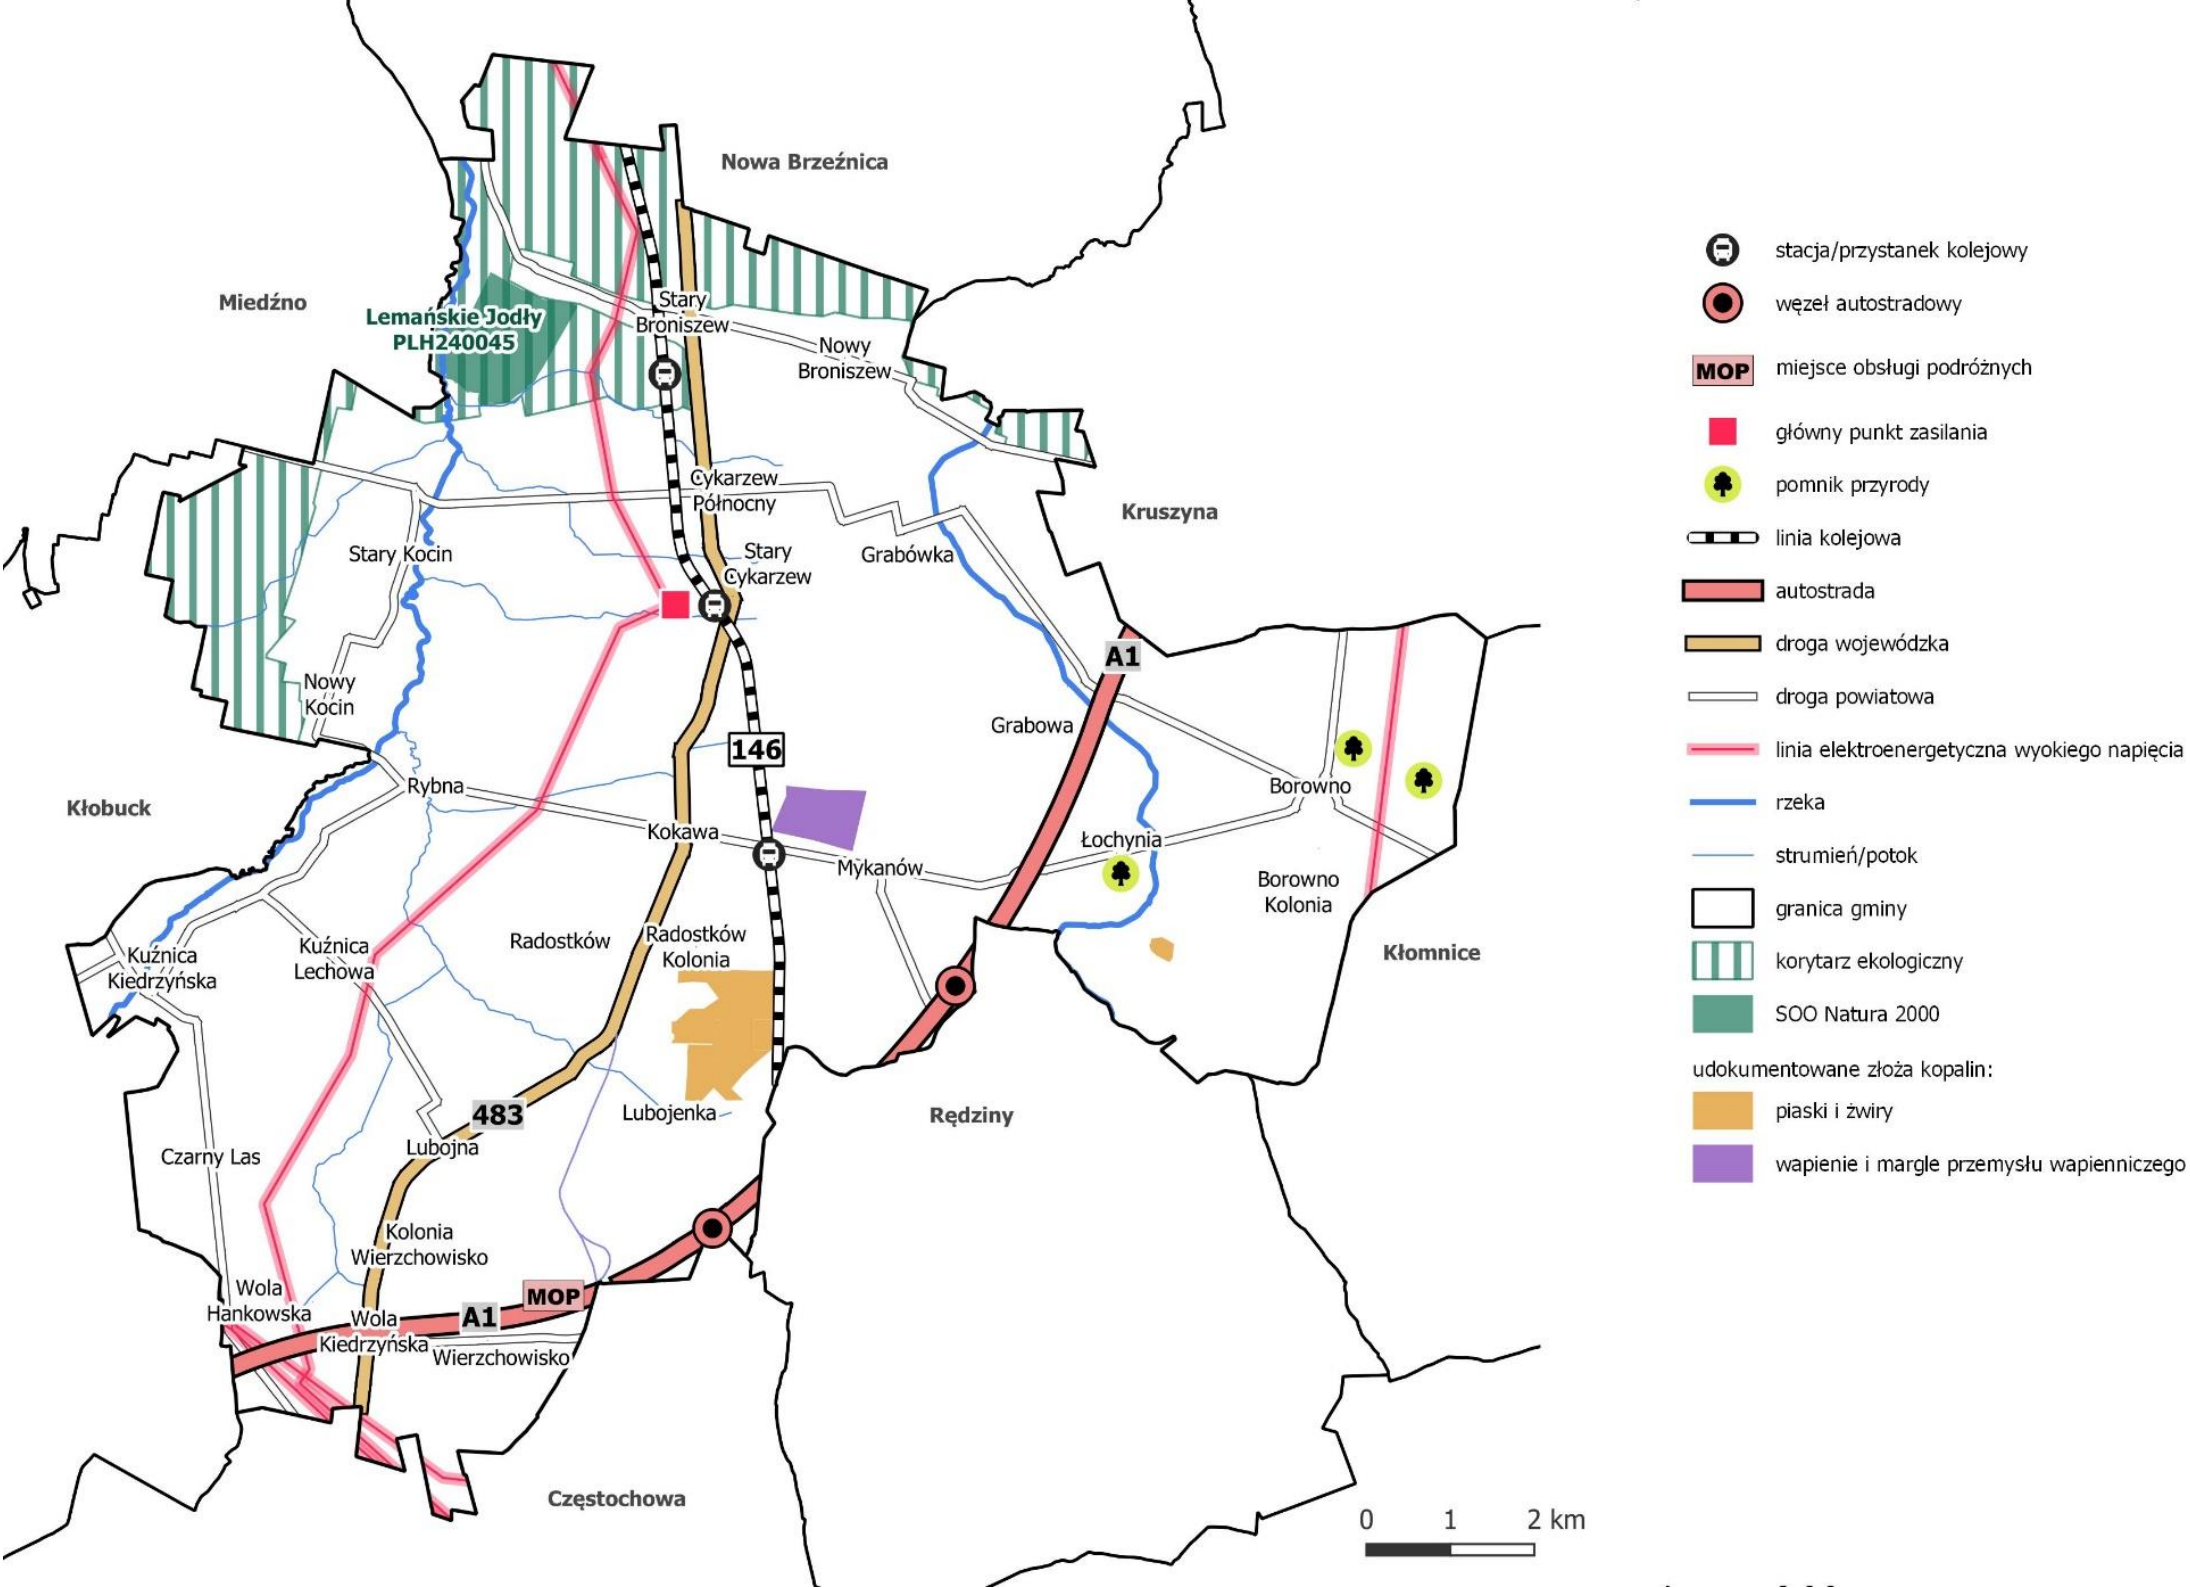 Nowa Brzeźnica
Miedźno
Lemańskie Jodły
PLH240045
Stary
Broniszew
Nowy
Broniszew
Cykarzew
Północny
Kruszyna
Stary Kocin
Stary
Cykarzew
Grabówka
A1
Nowy
Kocin
Grabowa
146
Rybna
Borowno
Kłobuck
Kokawa
Łochynia
Mykanów
Borowno
Kolonia
Radostków
Radostków
Kolonia
Kuźnica
Lechowa
Kuźnica
Kiedrzyńska
Kłomnice
483
Lubojenka
Rędziny
Lubojna
Czarny Las
Kolonia
Wierzchowisko
Wola
Hankowska
MOP
A1
Wola
Kiedrzyńska
Wierzchowisko
Częstochowa
0 1 2 km
stacja/przystanek kolejowy
węzeł autostradowy
MOP miejsce obsługi podróżnych
główny punkt zasilania
pomnik przyrody
linia kolejowa
autostrada
droga wojewódzka
droga powiatowa
linia elektroenergetyczna wyokiego napięcia
rzeka
strumień/potok
granica gminy
korytarz ekologiczny
SOO Natura 2000
udokumentowane złoża kopalin:
piaski i żwiry
wapienie i margle przemysłu wapienniczego